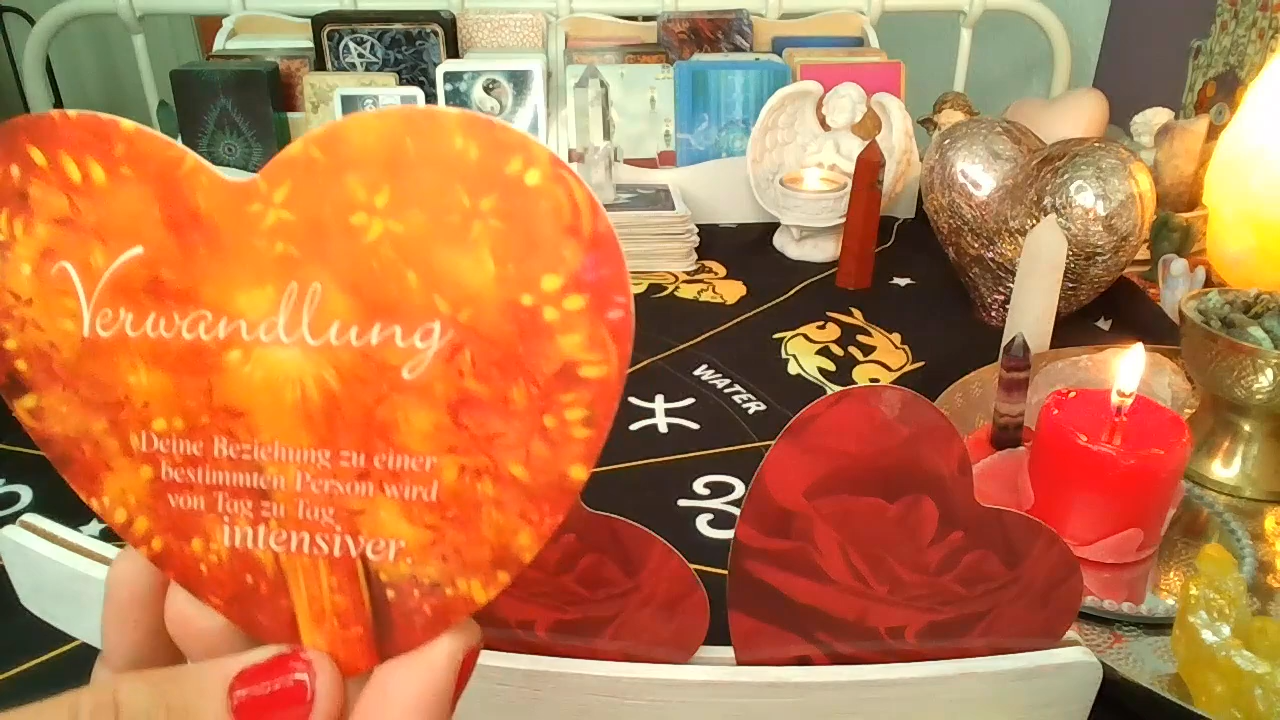 Verwandlung
Deine Beziehung zu einer
bestimmten Person wird
von Tag zu Tag
intensiver.
WATER